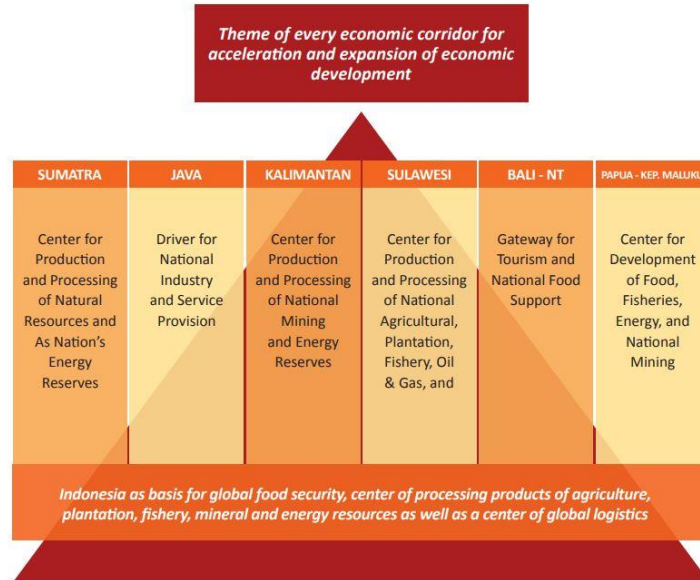 Theme of every economic corridor for
acceleration and expansion of economic
development
SUMATRA
Center for
Production
and Processing
of Natural
Resources and
As Nation's
Energy
Reserves
JAVA
Driver for
National
Industry
and Service
Provision
KALIMANTAN
Center for
Production
and Processing
of National
Mining
and Energy
Reserves
SULAWESI
Center for
Production
and Processing
of National
Agricultural,
Plantation,
Fishery, Oil
& Gas, and
BALI - NT
Gateway for
Tourism and
National Food
Support
PAPUA - KEP. MALUKU
Center for
Development
of Food,
Fisheries,
Energy, and
National
Mining
Indonesia as basis for global food security, center of processing products of agriculture,
plantation, fishery, mineral and energy resources as well as a center of global logistics